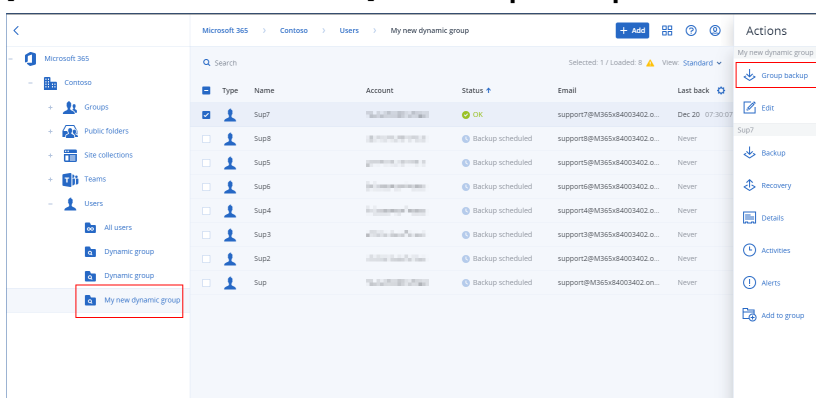 Microsoft 365 > Contoso > Users > My new dynamic group
+ Add
Actions
Microsoft 365
Contoso
Groups
Public folders
Site collections
Teams
Users
All users
Dynamic group
Dynamic group
My new dynamic group
Search
Selected: 1 / Loaded: 8
View: Standard
Type Name Account Status Email Last back
Sup7 OK support7@M365x84003402.o... Dec 20 07:30:07
Sup8 Backup scheduled support8@M365x84003402.o... Never
Sup5 Backup scheduled support5@M365x84003402.o... Never
Sup6 Backup scheduled support6@M365x84003402.o... Never
Sup4 Backup scheduled support4@M365x84003402.o... Never
Sup3 Backup scheduled support3@M365x84003402.o... Never
Sup2 Backup scheduled support2@M365x84003402.o... Never
Sup Backup scheduled support@M365x84003402.on... Never
My new dynamic group
Group backup
Edit
Sup7
Backup
Recovery
Details
Activities
Alerts
Add to group